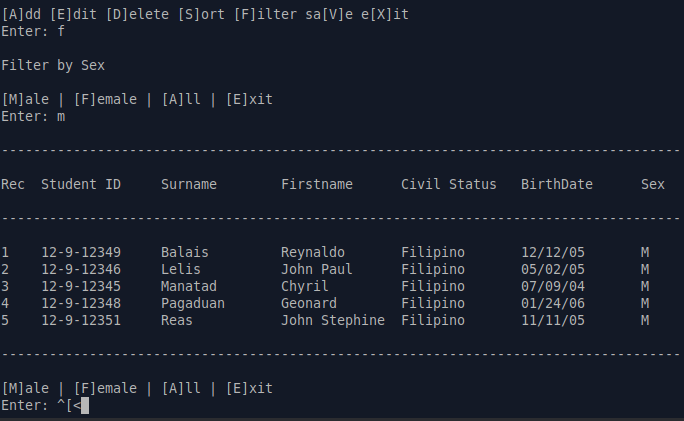 [A]dd [E]dit [D]elete [S]ort [F]ilter sa[V]e e[X]it
Enter: f
Filter by Sex
[M]ale | [F]emale | [A]ll | [E]xit
Enter: m
-------------------------------------------------------------------------------------
Rec  Student ID     Surname        Firstname      Civil Status   BirthDate      Sex
-------------------------------------------------------------------------------------
1    12-9-12349     Balais         Reynaldo       Filipino       12/12/05       M
2    12-9-12346     Lelis          John Paul      Filipino       05/02/05       M
3    12-9-12345     Manatad        Chyril         Filipino       07/09/04       M
4    12-9-12348     Pagaduan       Geonard        Filipino       01/24/06       M
5    12-9-12351     Reas           John Stephine  Filipino       11/11/05       M
-------------------------------------------------------------------------------------
[M]ale | [F]emale | [A]ll | [E]xit
Enter: ^[<